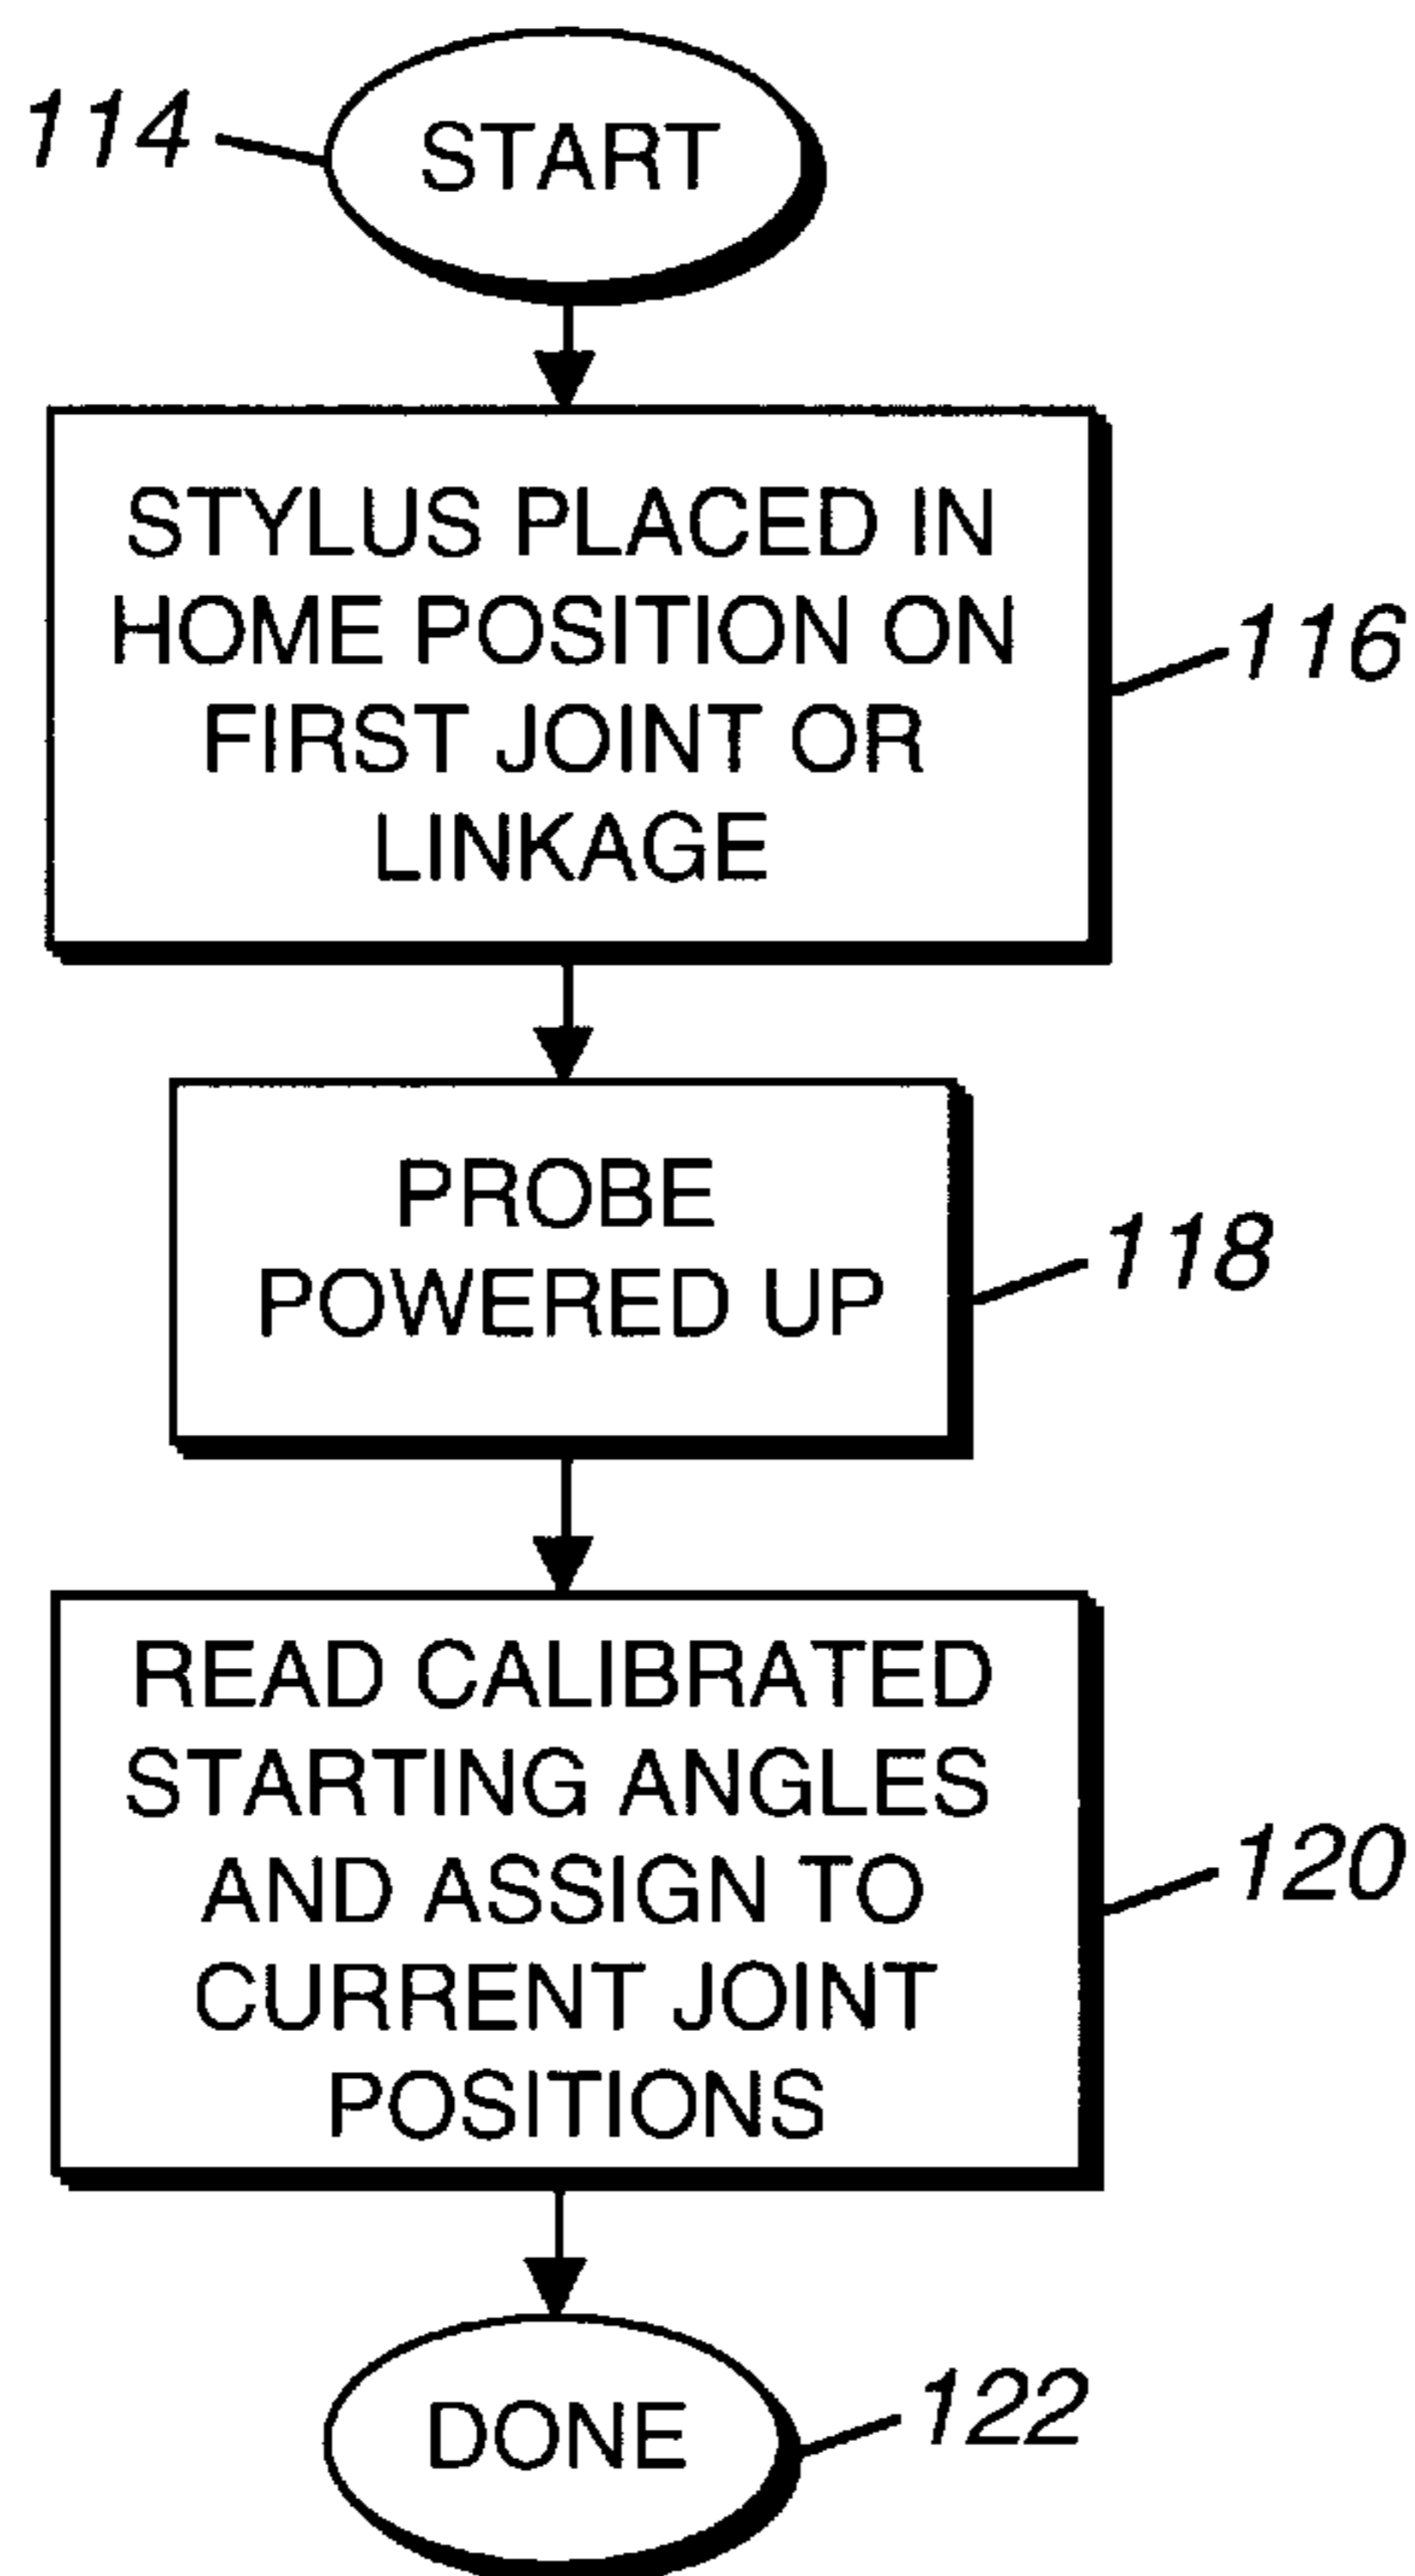 114
START
STYLUS PLACED IN
HOME POSITION ON
FIRST JOINT OR
LINKAGE
116
PROBE
POWERED UP
118
READ CALIBRATED
STARTING ANGLES
AND ASSIGN TO
CURRENT JOINT
POSITIONS
120
DONE
122